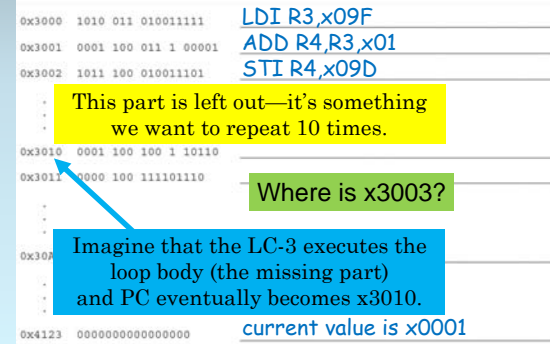 0x3000 1010 011 010011111 LDI R3,x09F
0x3001 0001 100 011 1 00001 ADD R4,R3,x01
0x3002 1011 100 010011101 STI R4,x09D
This part is left out—it's something
we want to repeat 10 times.
0x3010 0001 100 100 1 10110
0x3011 0000 100 111101110
Where is x3003?
Imagine that the LC-3 executes the
0x30A
loop body (the missing part)
and PC eventually becomes x3010.
0x4123 0000000000000000 current value is x0001